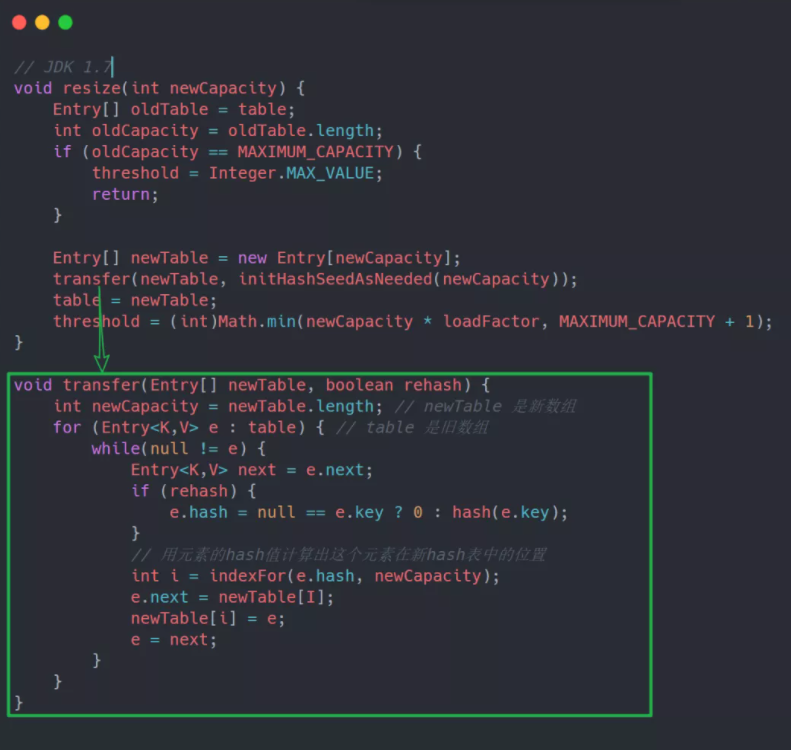 // JDK 1.7
void resize(int newCapacity) {
    Entry[] oldTable = table;
    int oldCapacity = oldTable.length;
    if (oldCapacity == MAXIMUM_CAPACITY) {
        threshold = Integer.MAX_VALUE;
        return;
    }
    Entry[] newTable = new Entry[newCapacity];
    transfer(newTable, initHashSeedAsNeeded(newCapacity));
    table = newTable;
    threshold = (int)Math.min(newCapacity * loadFactor, MAXIMUM_CAPACITY + 1);
}
void transfer(Entry[] newTable, boolean rehash) {
    int newCapacity = newTable.length; // newTable 是新数组
    for (Entry<K,V> e : table) { // table 是旧数组
        while(null != e) {
            Entry<K,V> next = e.next;
            if (rehash) {
                e.hash = null == e.key ? 0 : hash(e.key);
            }
            // 用元素的hash值计算出这个元素在新hash表中的位置
            int i = indexFor(e.hash, newCapacity);
            e.next = newTable[I];
            newTable[i] = e;
            e = next;
        }
    }
}